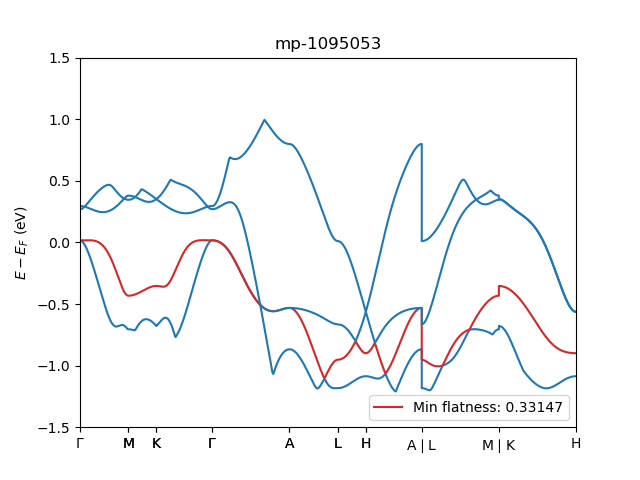 mp-1095053
E − E_F (eV)
1.5
1.0
0.5
0.0
−0.5
−1.0
−1.5
Min flatness: 0.33147
Γ M K Γ A L H A | L M | K H